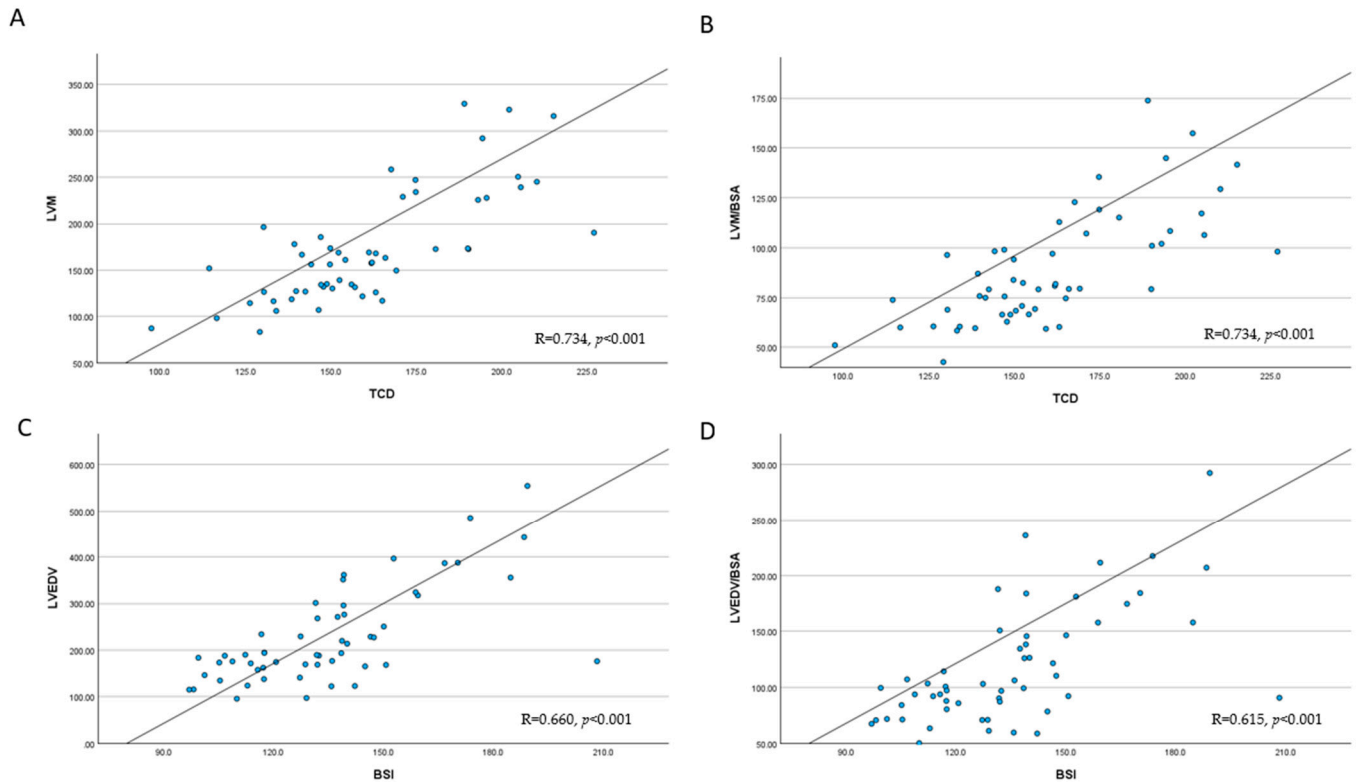 A
LVM
350.00
300.00
250.00
200.00
150.00
100.00
50.00
100.0 125.0 150.0 175.0 200.0 225.0
TCD
R=0.734, p<0.001
B
LVM/BSA
175.00
150.00
125.00
100.00
75.00
50.00
100.0 125.0 150.0 175.0 200.0 225.0
TCD
R=0.734, p<0.001
C
LVEDV
600.00
500.00
400.00
300.00
200.00
100.00
.00
90.0 120.0 150.0 180.0 210.0
BSI
R=0.660, p<0.001
D
LVEDV/BSA
300.00
250.00
200.00
150.00
100.00
50.00
90.0 120.0 150.0 180.0 210.0
BSI
R=0.615, p<0.001